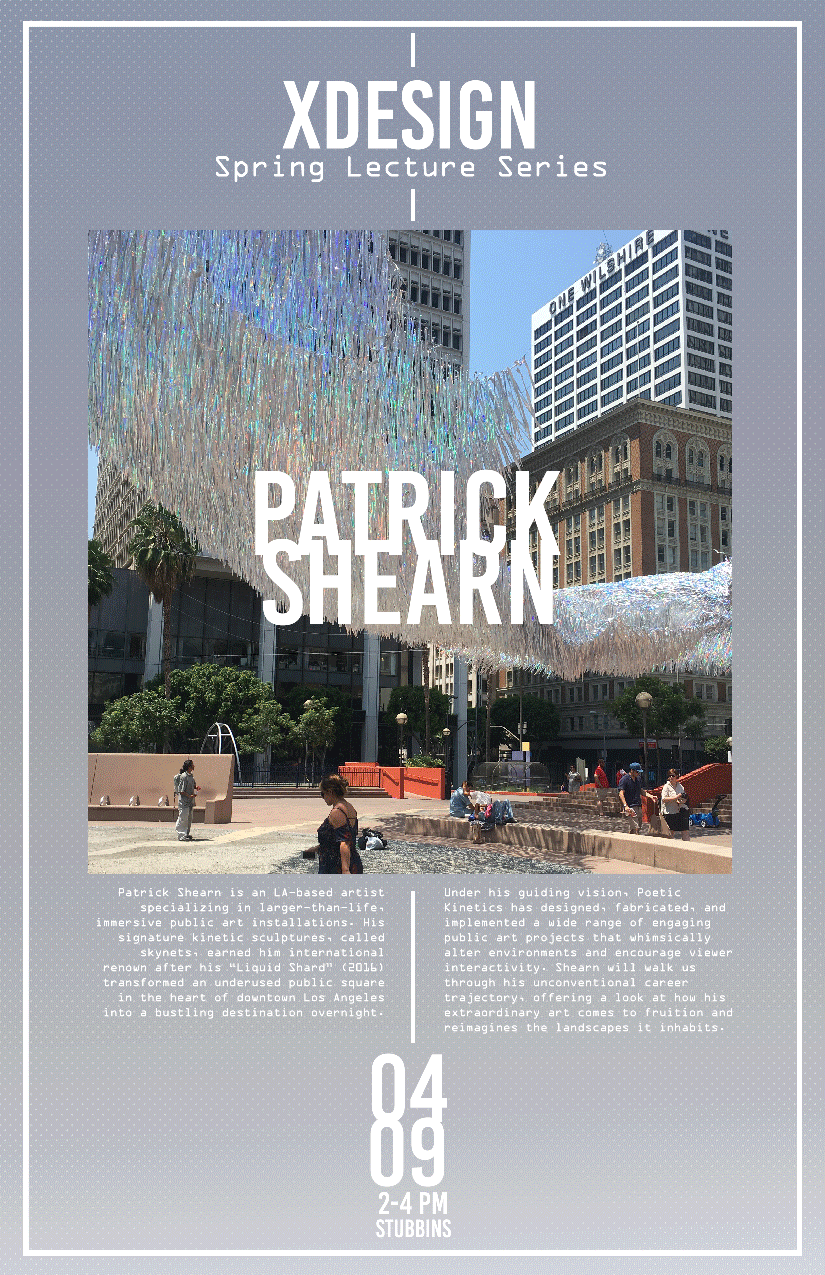 XDESIGN
Spring Lecture Series
ONE WILSHIRE
PATRICK
SHEARN
Patrick Shearn is an LA-based artist
specializing in larger-than-life,
immersive public art installations. His
signature kinetic sculptures, called
skynets, earned him international
renown after his “Liquid Shard” (2016)
transformed an underused public square
in the heart of downtown Los Angeles
into a bustling destination overnight.
Under his guiding vision, Poetic
Kinetics has designed, fabricated, and
implemented a wide range of engaging
public art projects that whimsically
alter environments and encourage viewer
interactivity. Shearn will walk us
through his unconventional career
trajectory, offering a look at how his
extraordinary art comes to fruition and
reimagines the landscapes it inhabits.
04
09
2-4 PM
STUBBINS